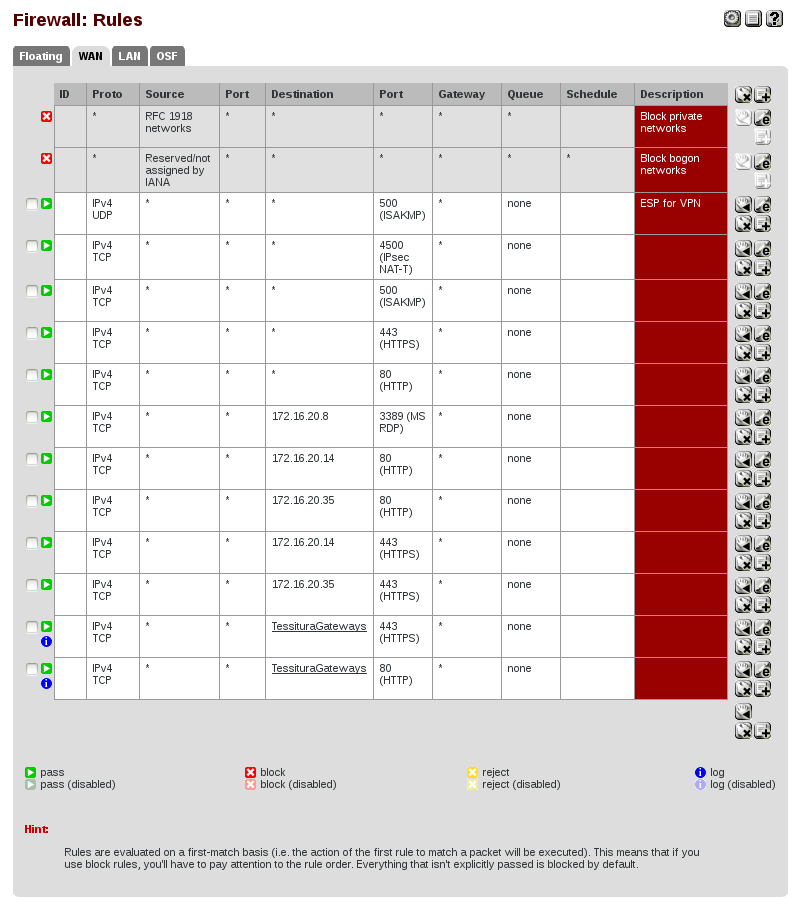 Firewall: Rules
Floating WAN LAN OSF
ID Proto Source Port Destination Port Gateway Queue Schedule Description
* RFC 1918 * * * * * Block private
networks networks
* Reserved/not * * * * * * Block bogon
assigned by networks
IANA
IPv4 * * * 500 * none ESP for VPN
UDP (ISAKMP)
IPv4 * * * 4500 * none
TCP (IPsec
NAT-T)
IPv4 * * * 500 * none
TCP (ISAKMP)
IPv4 * * * 443 * none
TCP (HTTPS)
IPv4 * * * 80 * none
TCP (HTTP)
IPv4 * * 172.16.20.8 3389 (MS * none
TCP RDP)
IPv4 * * 172.16.20.14 80 * none
TCP (HTTP)
IPv4 * * 172.16.20.35 80 * none
TCP (HTTP)
IPv4 * * 172.16.20.14 443 * none
TCP (HTTPS)
IPv4 * * 172.16.20.35 443 * none
TCP (HTTPS)
IPv4 * * TessituraGateways 443 * none
TCP (HTTPS)
IPv4 * * TessituraGateways 80 * none
TCP (HTTP)
pass block reject log
pass (disabled) block (disabled) reject (disabled) log (disabled)
Hint:
Rules are evaluated on a first-match basis (i.e. the action of the first rule to match a packet will be executed). This means that if you
use block rules, you'll have to pay attention to the rule order. Everything that isn't explicitly passed is blocked by default.